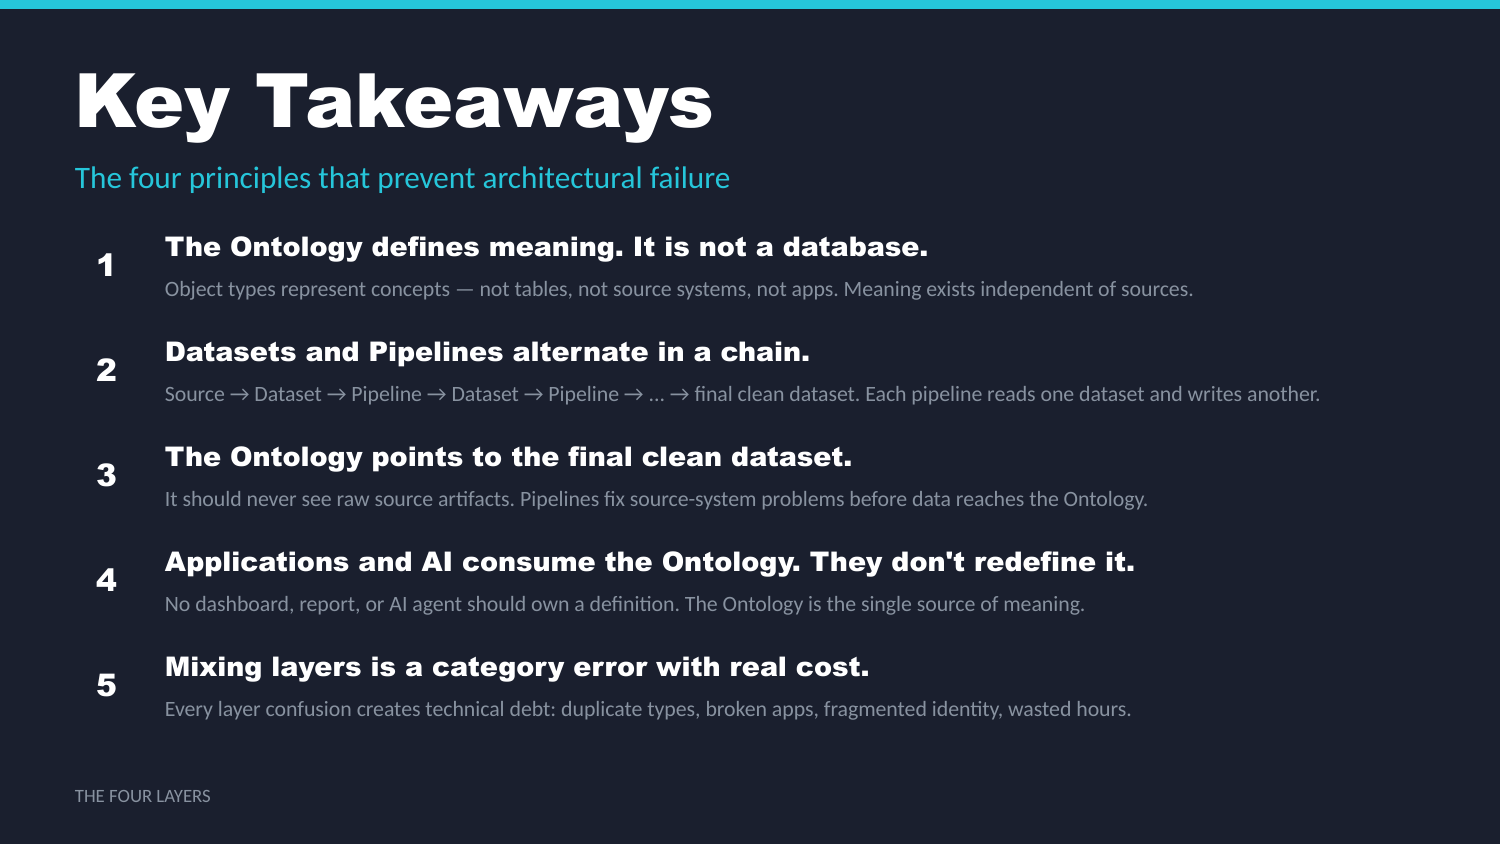 Key Takeaways
The four principles that prevent architectural failure
1
The Ontology defines meaning. It is not a database.
Object types represent concepts — not tables, not source systems, not apps. Meaning exists independent of sources.
2
Datasets and Pipelines alternate in a chain.
Source → Dataset → Pipeline → Dataset → Pipeline → ... → final clean dataset. Each pipeline reads one dataset and writes another.
3
The Ontology points to the final clean dataset.
It should never see raw source artifacts. Pipelines fix source-system problems before data reaches the Ontology.
4
Applications and AI consume the Ontology. They don't redefine it.
No dashboard, report, or AI agent should own a definition. The Ontology is the single source of meaning.
5
Mixing layers is a category error with real cost.
Every layer confusion creates technical debt: duplicate types, broken apps, fragmented identity, wasted hours.
THE FOUR LAYERS